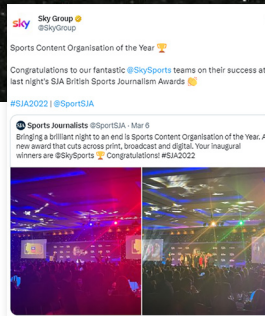 sky
Sky Group
@SkyGroup
Sports Content Organisation of the Year 🏆
Congratulations to our fantastic @SkySports teams on their success at
last night's SJA British Sports Journalism Awards 👏
#SJA2022 | @SportSJA
Sports Journalists @SportSJA · Mar 6
Bringing a brilliant night to an end is Sports Content Organisation of the Year. A
new award that cuts across print, broadcast and digital. Your inaugural
winners are @SkySports 🏆 Congratulations! #SJA2022